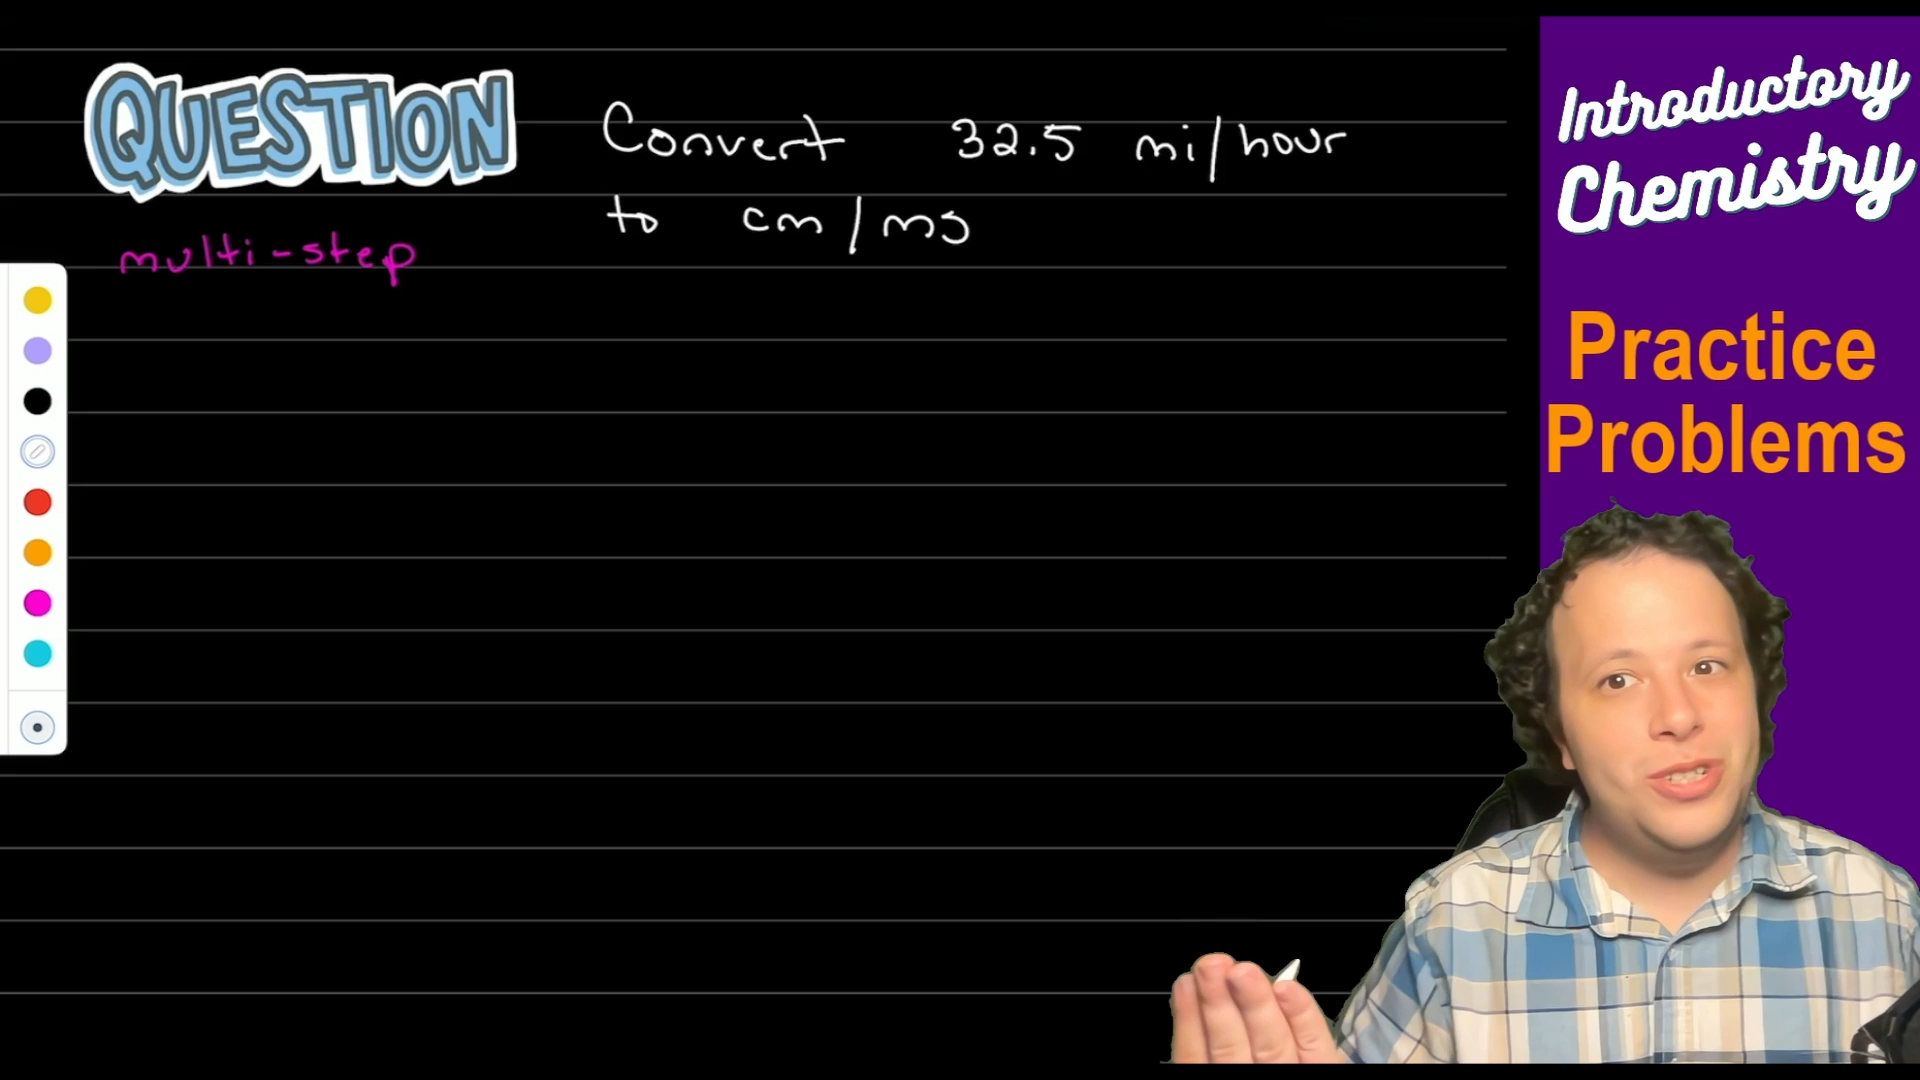 QUESTION
Convert 32.5 mi/hour
to cm/ms
multi-step
Introductory
Chemistry
Practice
Problems